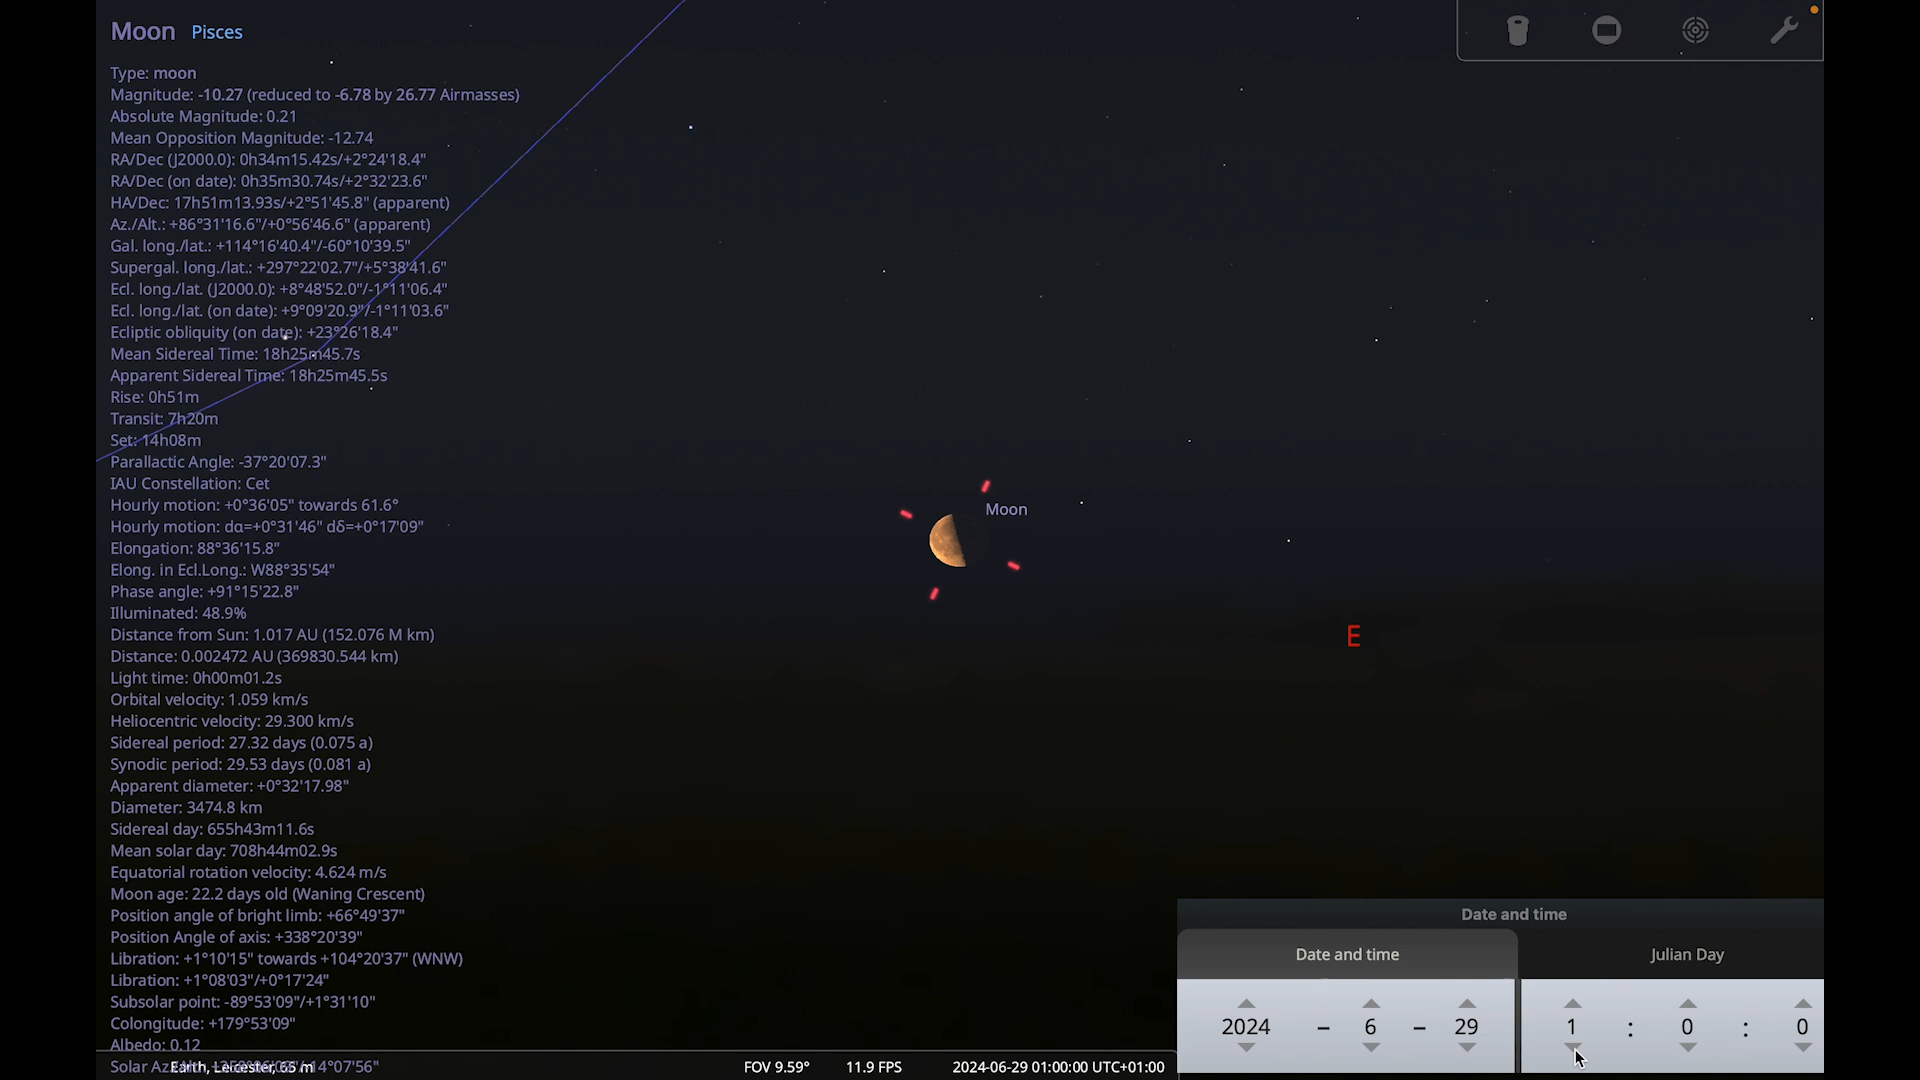 Moon Pisces
Type: moon
Magnitude: -10.27 (reduced to -6.78 by 26.77 Airmasses)
Absolute Magnitude: 0.21
Mean Opposition Magnitude: -12.74
RA/Dec (J2000.0): 0h34m15.42s/+2°24'18.4"
RA/Dec (on date): 0h35m30.74s/+2°32'23.6"
HA/Dec: 17h51m13.93s/+2°51'45.8" (apparent)
Az./Alt.: +86°31'16.6"/+0°56'46.6" (apparent)
Gal. long./lat.: +114°16'40.4"/-60°10'39.5"
Supergal. long./lat.: +297°22'02.7"/+5°38'41.6"
Ecl. long./lat. (J2000.0): +8°48'52.0"/-1°11'06.4"
Ecl. long./lat. (on date): +9°09'20.9"/-1°11'03.6"
Ecliptic obliquity (on date): +23°26'18.4"
Mean Sidereal Time: 18h25m45.7s
Apparent Sidereal Time: 18h25m45.5s
Rise: 0h51m
Transit: 7h20m
Set: 14h08m
Parallactic Angle: -37°20'07.3"
IAU Constellation: Cet
Hourly motion: +0°36'05" towards 61.6°
Hourly motion: dα=+0°31'46" dδ=+0°17'09"
Elongation: 88°36'15.8"
Elong. in Ecl.Long.: W88°35'54"
Phase angle: +91°15'22.8"
Illuminated: 48.9%
Distance from Sun: 1.017 AU (152.076 M km)
Distance: 0.002472 AU (369830.544 km)
Light time: 0h00m01.2s
Orbital velocity: 1.059 km/s
Heliocentric velocity: 29.300 km/s
Sidereal period: 27.32 days (0.075 a)
Synodic period: 29.53 days (0.081 a)
Apparent diameter: +0°32'17.98"
Diameter: 3474.8 km
Sidereal day: 655h43m11.6s
Mean solar day: 708h44m02.9s
Equatorial rotation velocity: 4.624 m/s
Moon age: 22.2 days old (Waning Crescent)
Position angle of bright limb: +66°49'37"
Position Angle of axis: +338°20'39"
Libration: +1°10'15" towards +104°20'37" (WNW)
Libration: +1°08'03"/+0°17'24"
Subsolar point: -89°53'09"/+1°31'10"
Colongitude: +179°53'09"
Albedo: 0.12
Solar
Earth, Leicester, 65 m
FOV 9.59° 11.9 FPS 2024-06-29 01:00:00 UTC+01:00
Moon
E
Date and time
Date and time Julian Day
2024 – 6 – 29 1 : 0 : 0